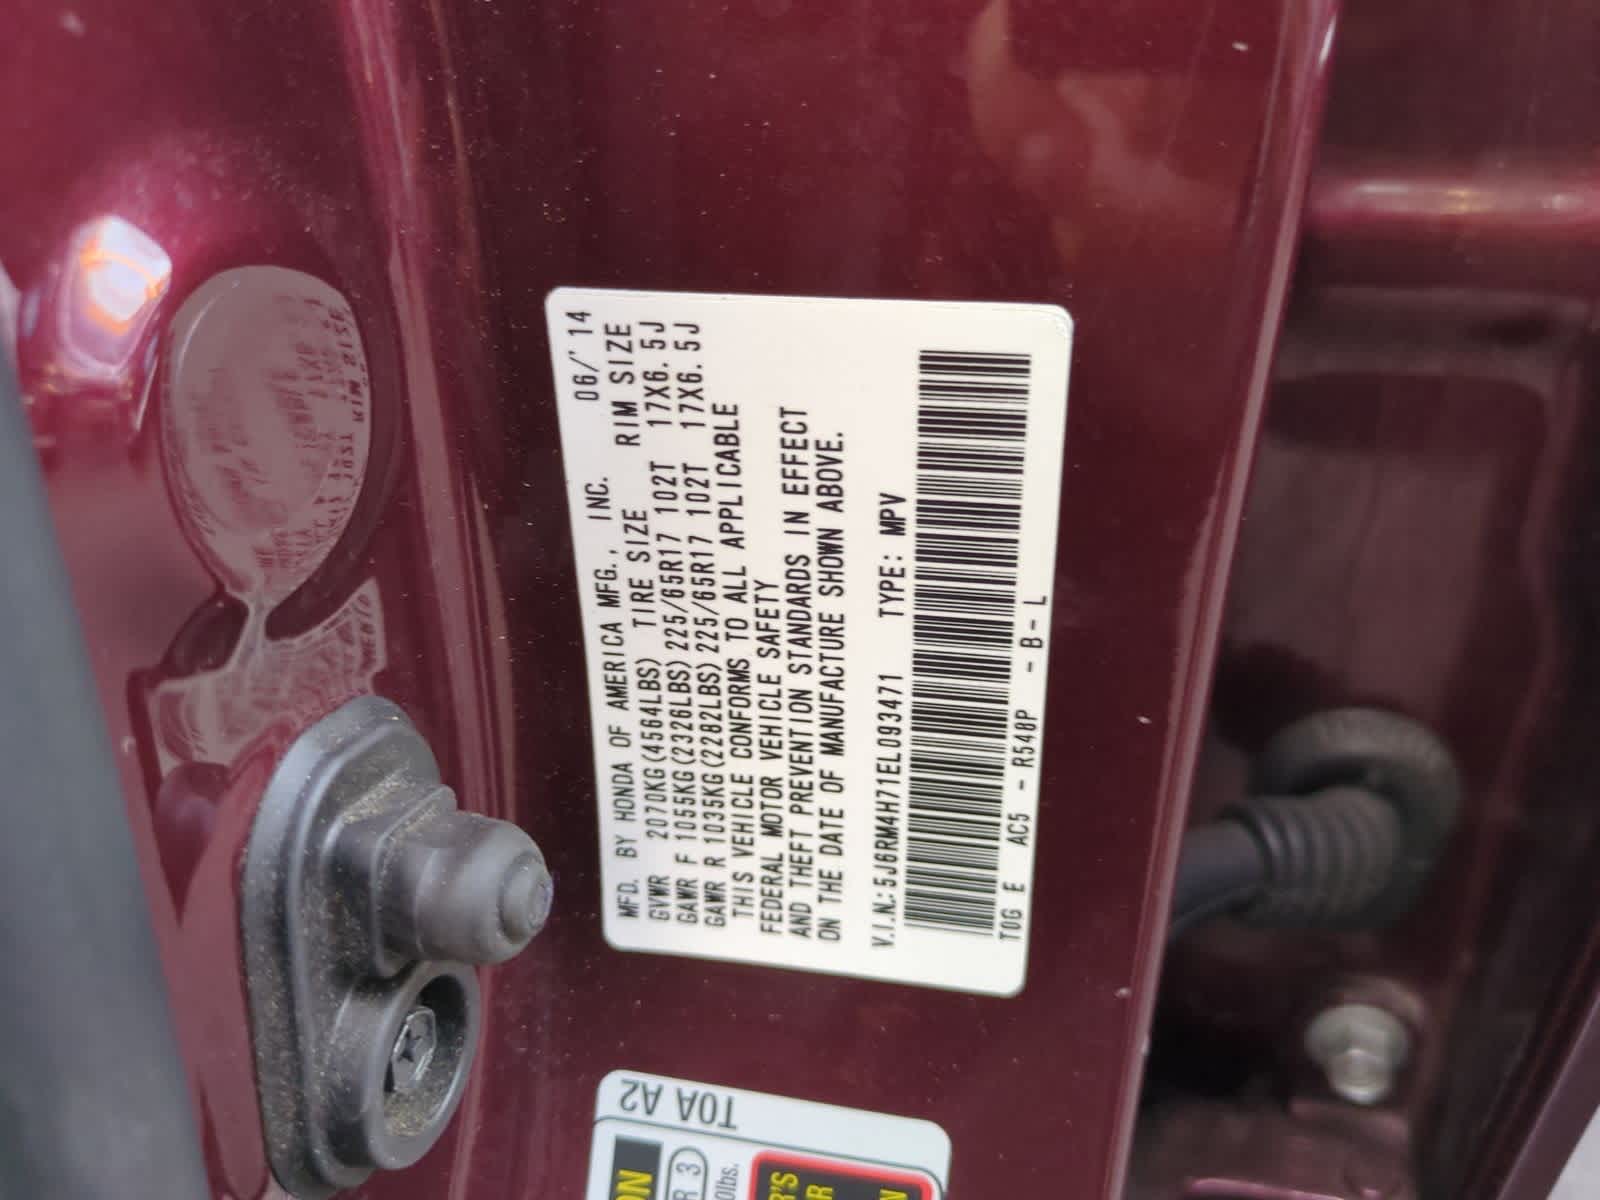 MFD. BY HONDA OF AMERICA MFG., INC. 06/'14
GVWR 2070KG(4564LBS) TIRE SIZE RIM SIZE
GAWR F 1055KG(2326LBS) 225/65R17 102T 17X6.5J
GAWR R 1035KG(2282LBS) 225/65R17 102T 17X6.5J
THIS VEHICLE CONFORMS TO ALL APPLICABLE
FEDERAL MOTOR VEHICLE SAFETY
AND THEFT PREVENTION STANDARDS IN EFFECT
ON THE DATE OF MANUFACTURE SHOWN ABOVE.
V.I.N.: 5J6RM4H71EL093471 TYPE: MPV
T0G E AC5 - R548P - B - L
T0A A2
R 3
0lbs.